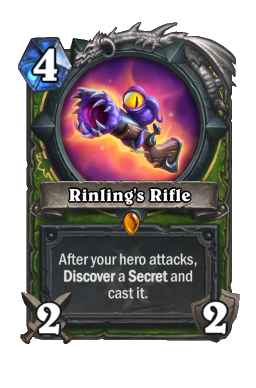 4
Rinling's Rifle
After your hero attacks,
Discover a Secret and
cast it.
2 2